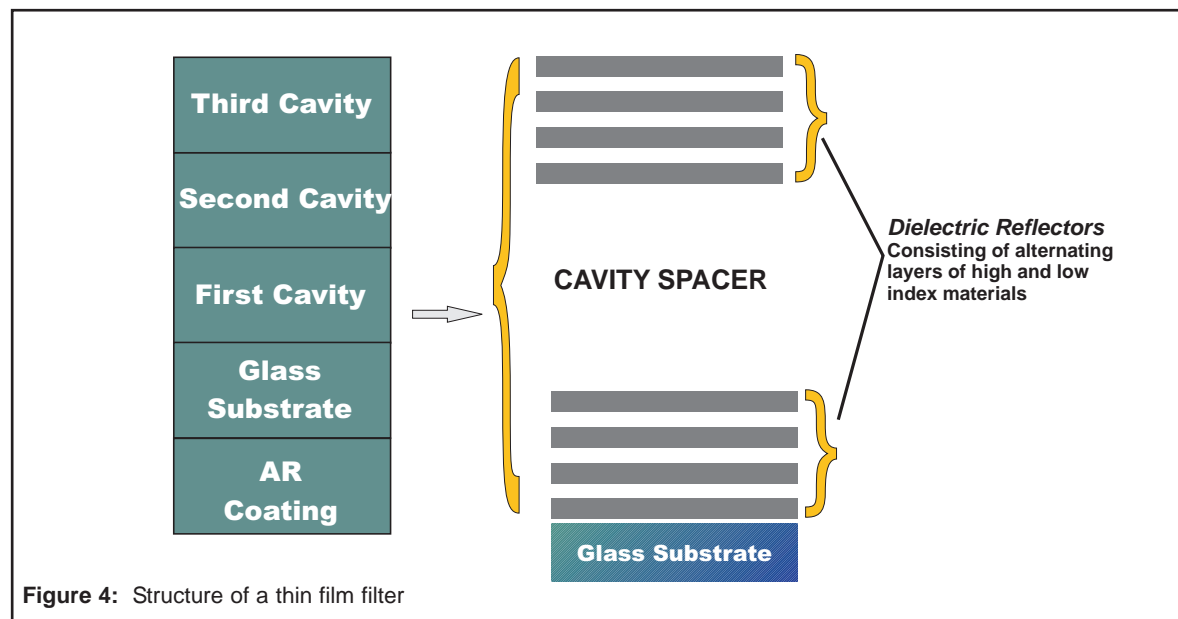 Third Cavity
Second Cavity
First Cavity
Glass
Substrate
AR
Coating
CAVITY SPACER
Dielectric Reflectors
Consisting of alternating
layers of high and low
index materials
Glass Substrate
Figure 4: Structure of a thin film filter